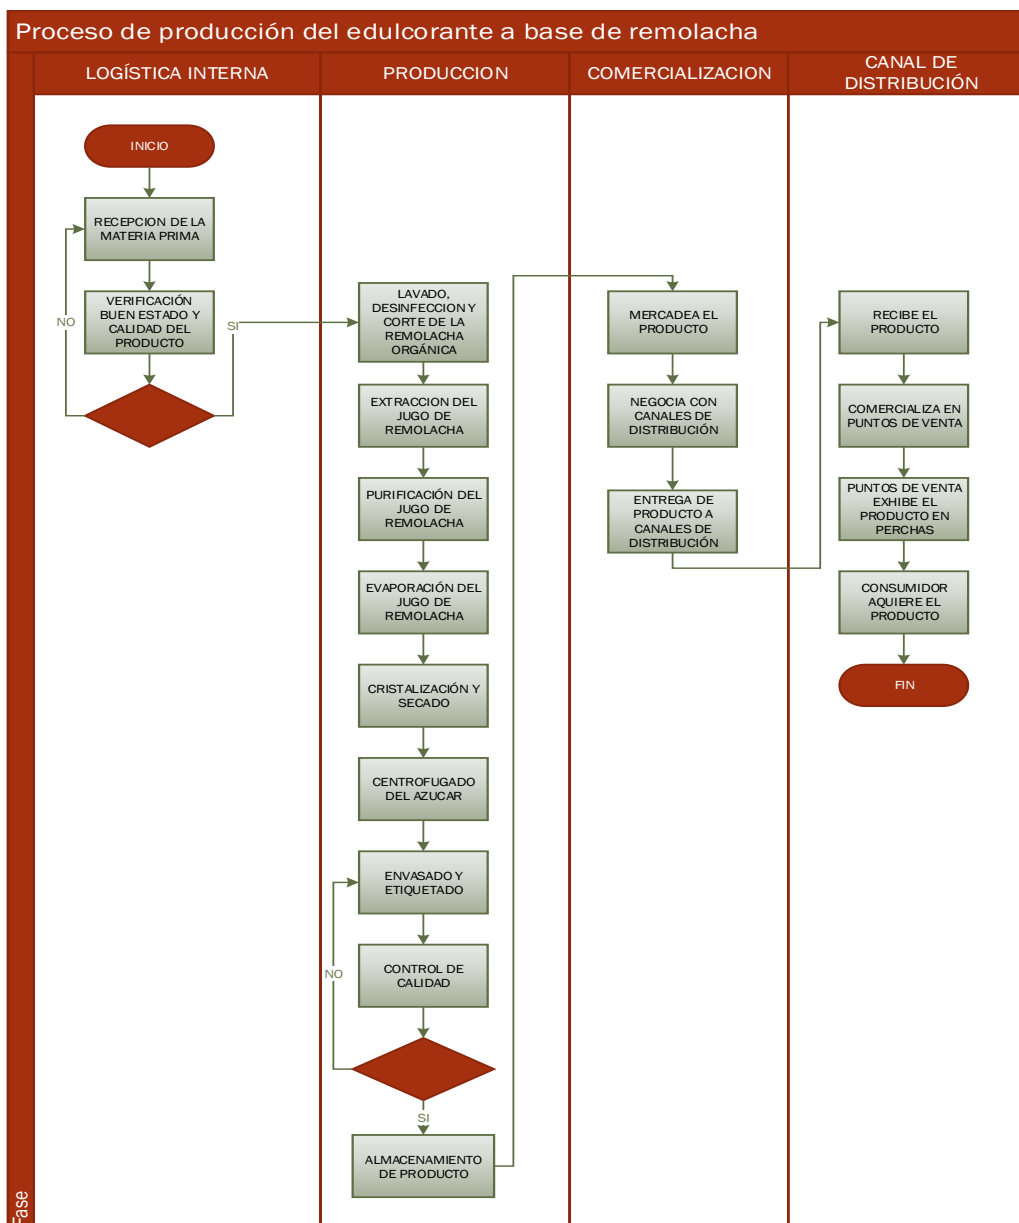 Proceso de producción del edulcorante a base de remolacha
LOGÍSTICA INTERNA
PRODUCCION
COMERCIALIZACION
CANAL DE
DISTRIBUCIÓN
INICIO
RECEPCION DE LA
MATERIA PRIMA
VERIFICACIÓN
BUEN ESTADO Y
CALIDAD DEL
PRODUCTO
NO
SI
LAVADO,
DESINFECCION Y
CORTE DE LA
REMOLACHA
ORGÁNICA
EXTRACCION DEL
JUGO DE
REMOLACHA
PURIFICACIÓN DEL
JUGO DE
REMOLACHA
EVAPORACIÓN DEL
JUGO DE
REMOLACHA
CRISTALIZACIÓN Y
SECADO
CENTROFUGADO
DEL AZUCAR
ENVASADO Y
ETIQUETADO
CONTROL DE
CALIDAD
NO
SI
ALMACENAMIENTO
DE PRODUCTO
MERCADEA EL
PRODUCTO
NEGOCIA CON
CANALES DE
DISTRIBUCIÓN
ENTREGA DE
PRODUCTO A
CANALES DE
DISTRIBUCIÓN
RECIBE EL
PRODUCTO
COMERCIALIZA EN
PUNTOS DE VENTA
PUNTOS DE VENTA
EXHIBE EL
PRODUCTO EN
PERCHAS
CONSUMIDOR
AQUIERE EL
PRODUCTO
FIN
Fase